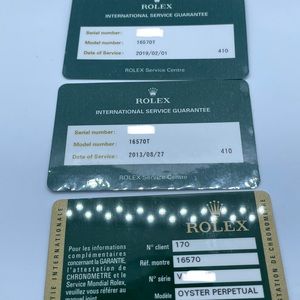 ROLEX
INTERNATIONAL SERVICE GUARANTEE
Serial number:
Model number: 16570T
Date of Service: 2019/02/01 410
ROLEX Service Centre
ROLEX
INTERNATIONAL SERVICE GUARANTEE
Serial number:
Model number: 16570T
Date of Service: 2013/08/27 410
ROLEX Service Centre
ROLEX
Pour les informations
complémentaires
concernant la GARANTIE,
l'attestation de
CHRONOMETRE et le
Service Mondial Rolex,
veuillez vous référer au
manuel joint.
N° client 170
Réf. montre 16570
N° série V
Modèle OYSTER PERPETUAL